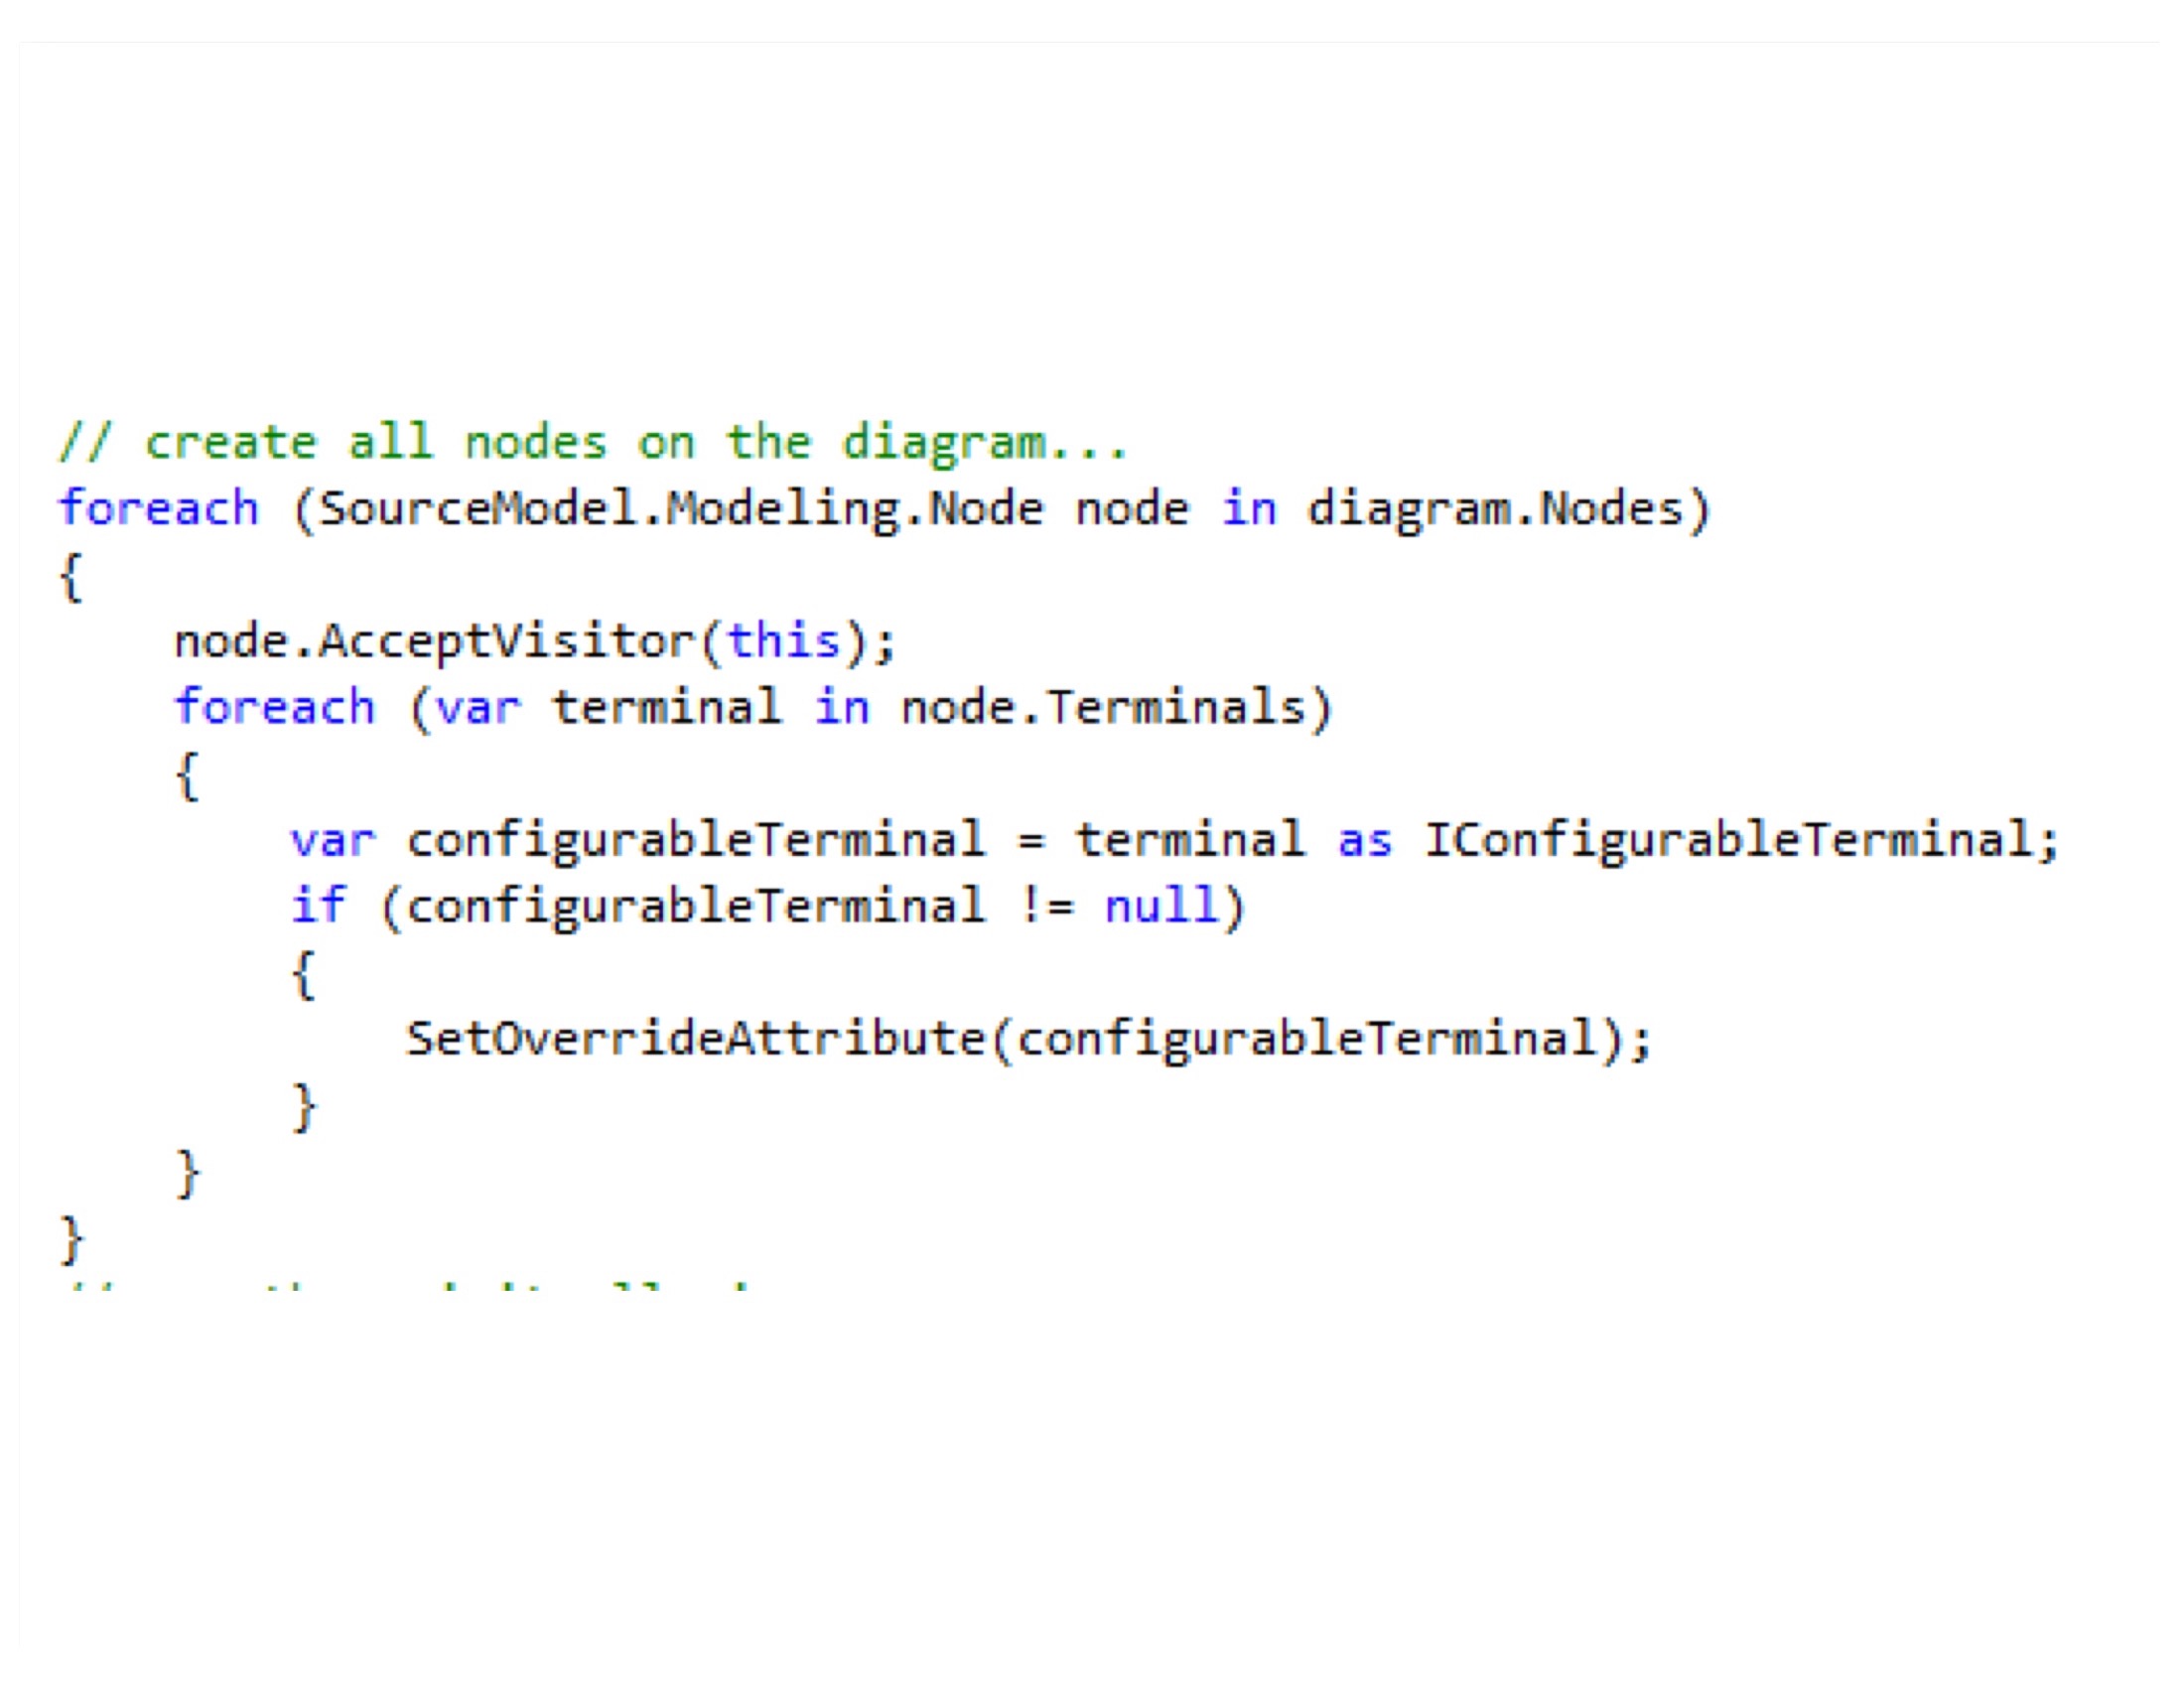 // create all nodes on the diagram...
foreach (SourceModel.Modeling.Node node in diagram.Nodes)
{
    node.AcceptVisitor(this);
    foreach (var terminal in node.Terminals)
    {
        var configurableTerminal = terminal as IConfigurableTerminal;
        if (configurableTerminal != null)
        {
            SetOverrideAttribute(configurableTerminal);
        }
    }
}